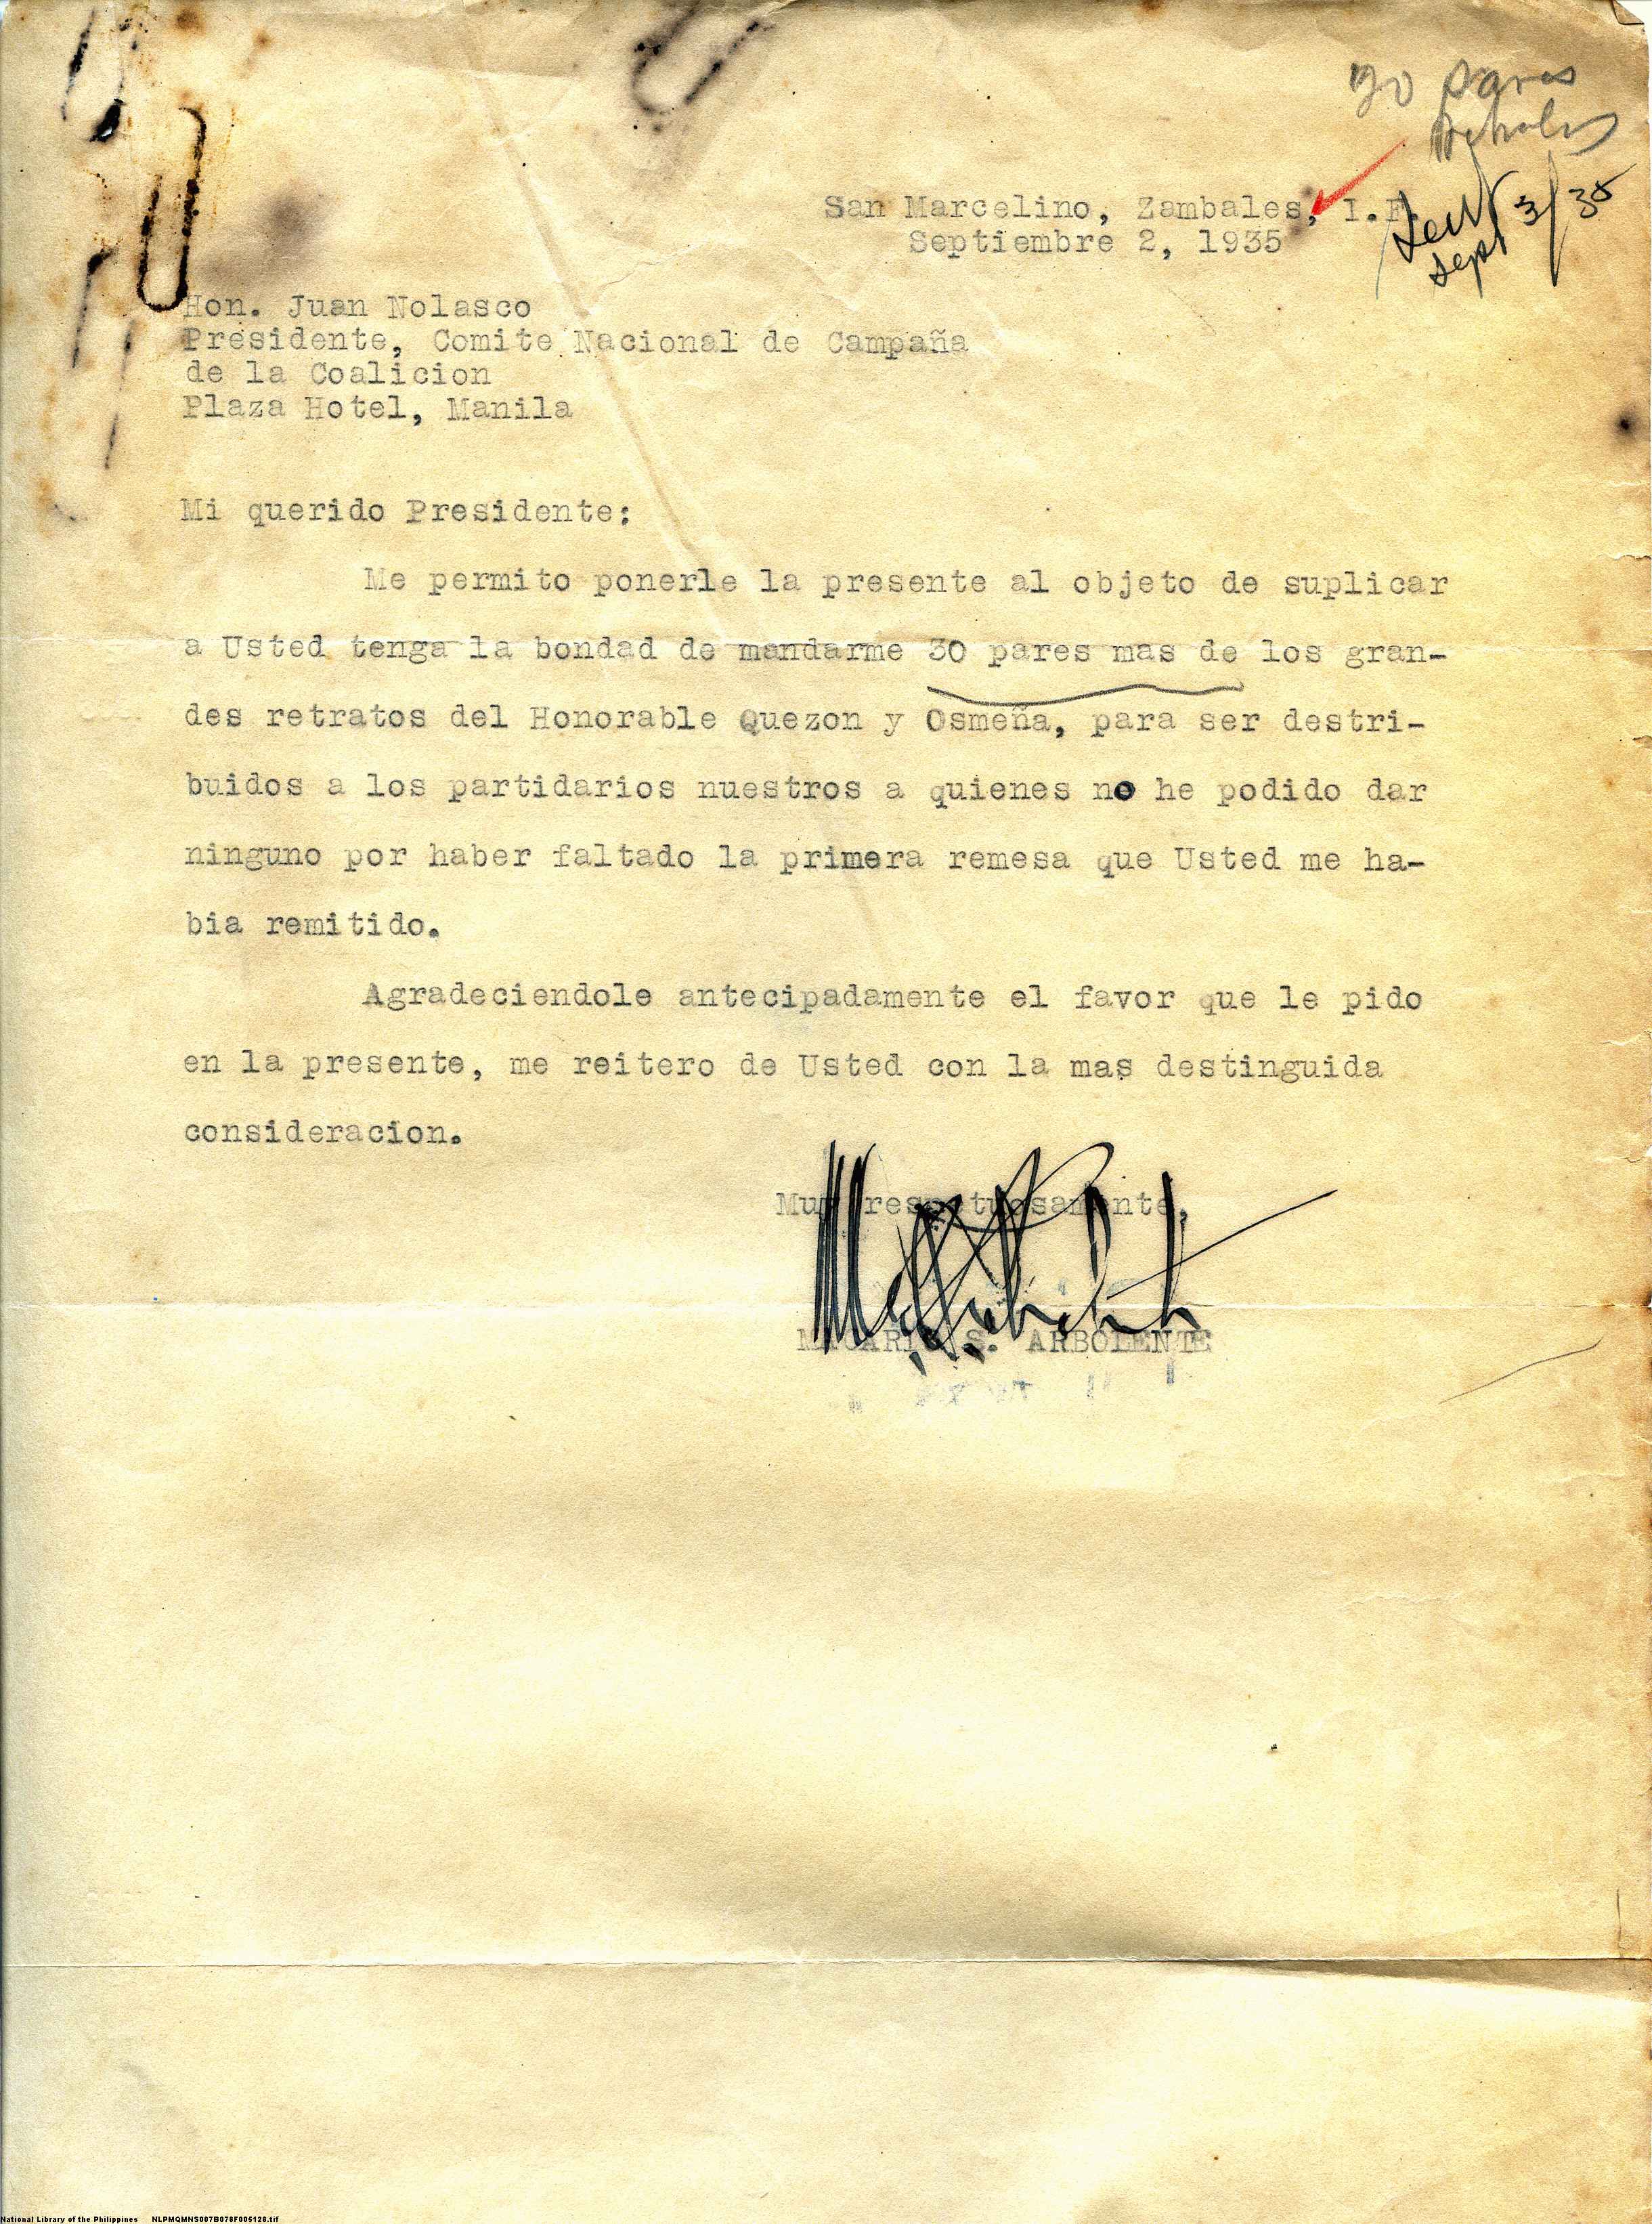 30 pares
Sent
Sept 3/35
San Marcelino, Zambales, I.F.
Septiembre 2, 1935
Hon. Juan Nolasco
Presidente, Comite Nacional de Campaña
de la Coalicion
Plaza Hotel, Manila
Mi querido Presidente:
Me permito ponerle la presente al objeto de suplicar
a Usted tenga la bondad de mandarme 30 pares mas de los gran-
des retratos del Honorable Quezon y Osmeña, para ser destri-
buidos a los partidarios nuestros a quienes no he podido dar
ninguno por haber faltado la primera remesa que Usted me ha-
bia remitido.
Agradeciendole antecipadamente el favor que le pido
en la presente, me reitero de Usted con la mas destinguida
consideracion.
Muy respetuosamente,
MACARIO S. ARBOLENTE
National Library of the Philippines NLPMQMNS007B078F006128.tif